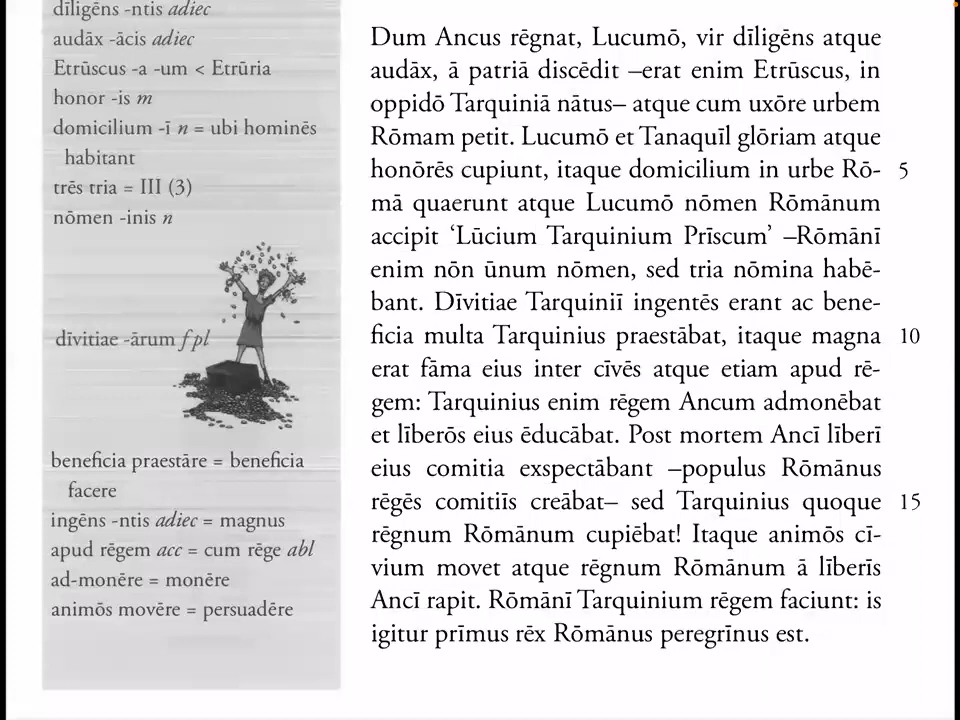 dīligēns -ntis adiec
audāx -ācis adiec
Etrūscus -a -um < Etrūria
honor -is m
domicilium -ī n = ubi hominēs
habitant
trēs tria = III (3)
nōmen -inis n
dīvitiae -ārum f pl
beneficia praestāre = beneficia
facere
ingēns -ntis adiec = magnus
apud rēgem acc = cum rēge abl
ad-monēre = monēre
animōs movēre = persuadēre
Dum Ancus rēgnat, Lucumō, vir dīligēns atque
audāx, ā patriā discēdit –erat enim Etrūscus, in
oppidō Tarquiniā nātus– atque cum uxōre urbem
Rōmam petit. Lucumō et Tanaquīl glōriam atque
honōrēs cupiunt, itaque domicilium in urbe Rō- 5
mā quaerunt atque Lucumō nōmen Rōmānum
accipit ‘Lūcium Tarquinium Prīscum’ –Rōmānī
enim nōn ūnum nōmen, sed tria nōmina habē-
bant. Dīvitiae Tarquiniī ingentēs erant ac bene-
ficia multa Tarquinius praestābat, itaque magna 10
erat fāma eius inter cīvēs atque etiam apud rē-
gem: Tarquinius enim rēgem Ancum admonēbat
et līberōs eius ēducābat. Post mortem Ancī līberī
eius comitia exspectābant –populus Rōmānus
rēgēs comitiīs creābat– sed Tarquinius quoque 15
rēgnum Rōmānum cupiēbat! Itaque animōs cī-
vium movet atque rēgnum Rōmānum ā līberīs
Ancī rapit. Rōmānī Tarquinium rēgem faciunt: is
igitur prīmus rēx Rōmānus peregrīnus est.